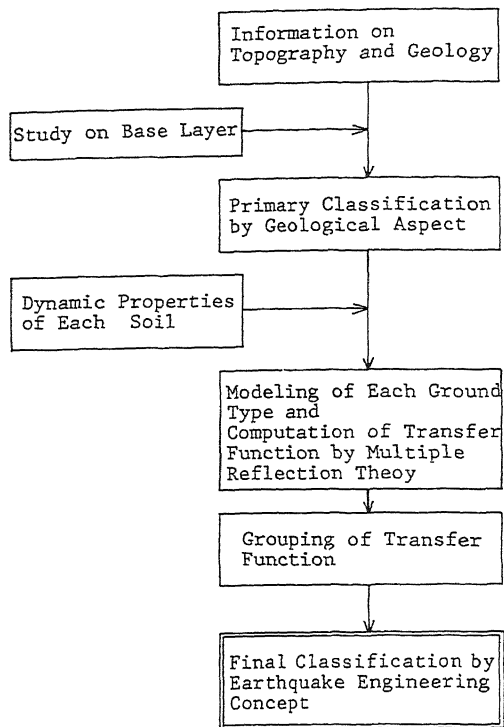 Information on
Topography and Geology
Study on Base Layer
Primary Classification
by Geological Aspect
Dynamic Properties
of Each Soil
Modeling of Each Ground
Type and
Computation of Transfer
Function by Multiple
Reflection Theoy
Grouping of Transfer
Function
Final Classification by
Earthquake Engineering
Concept